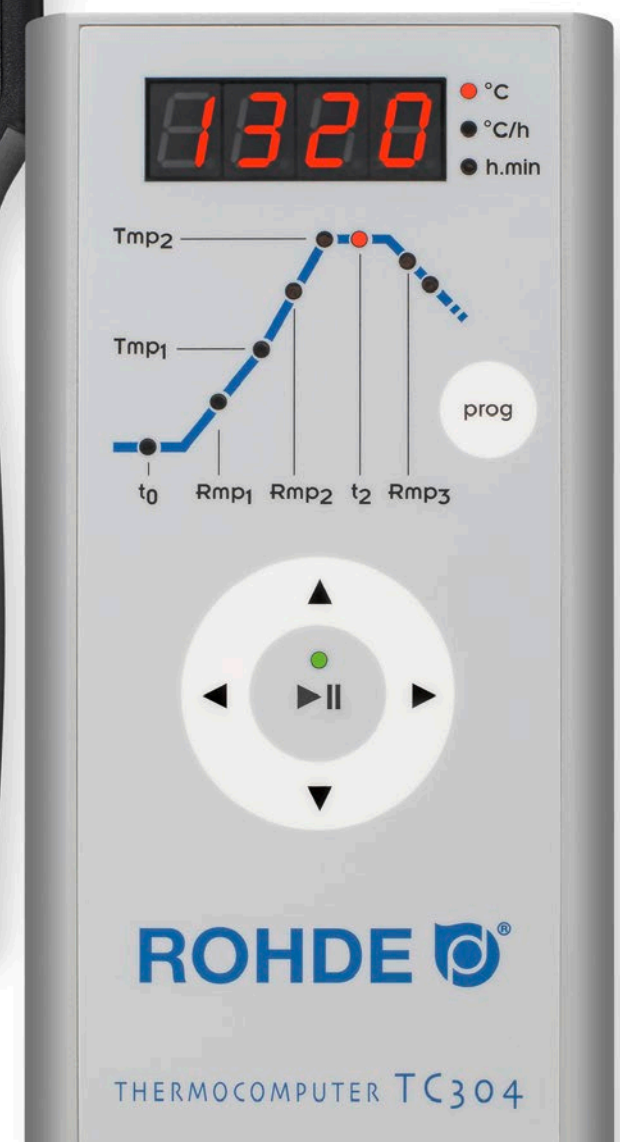 1320
°C
°C/h
h.min
Tmp2
Tmp1
prog
t0 Rmp1 Rmp2 t2 Rmp3
ROHDE ®
THERMOCOMPUTER TC304